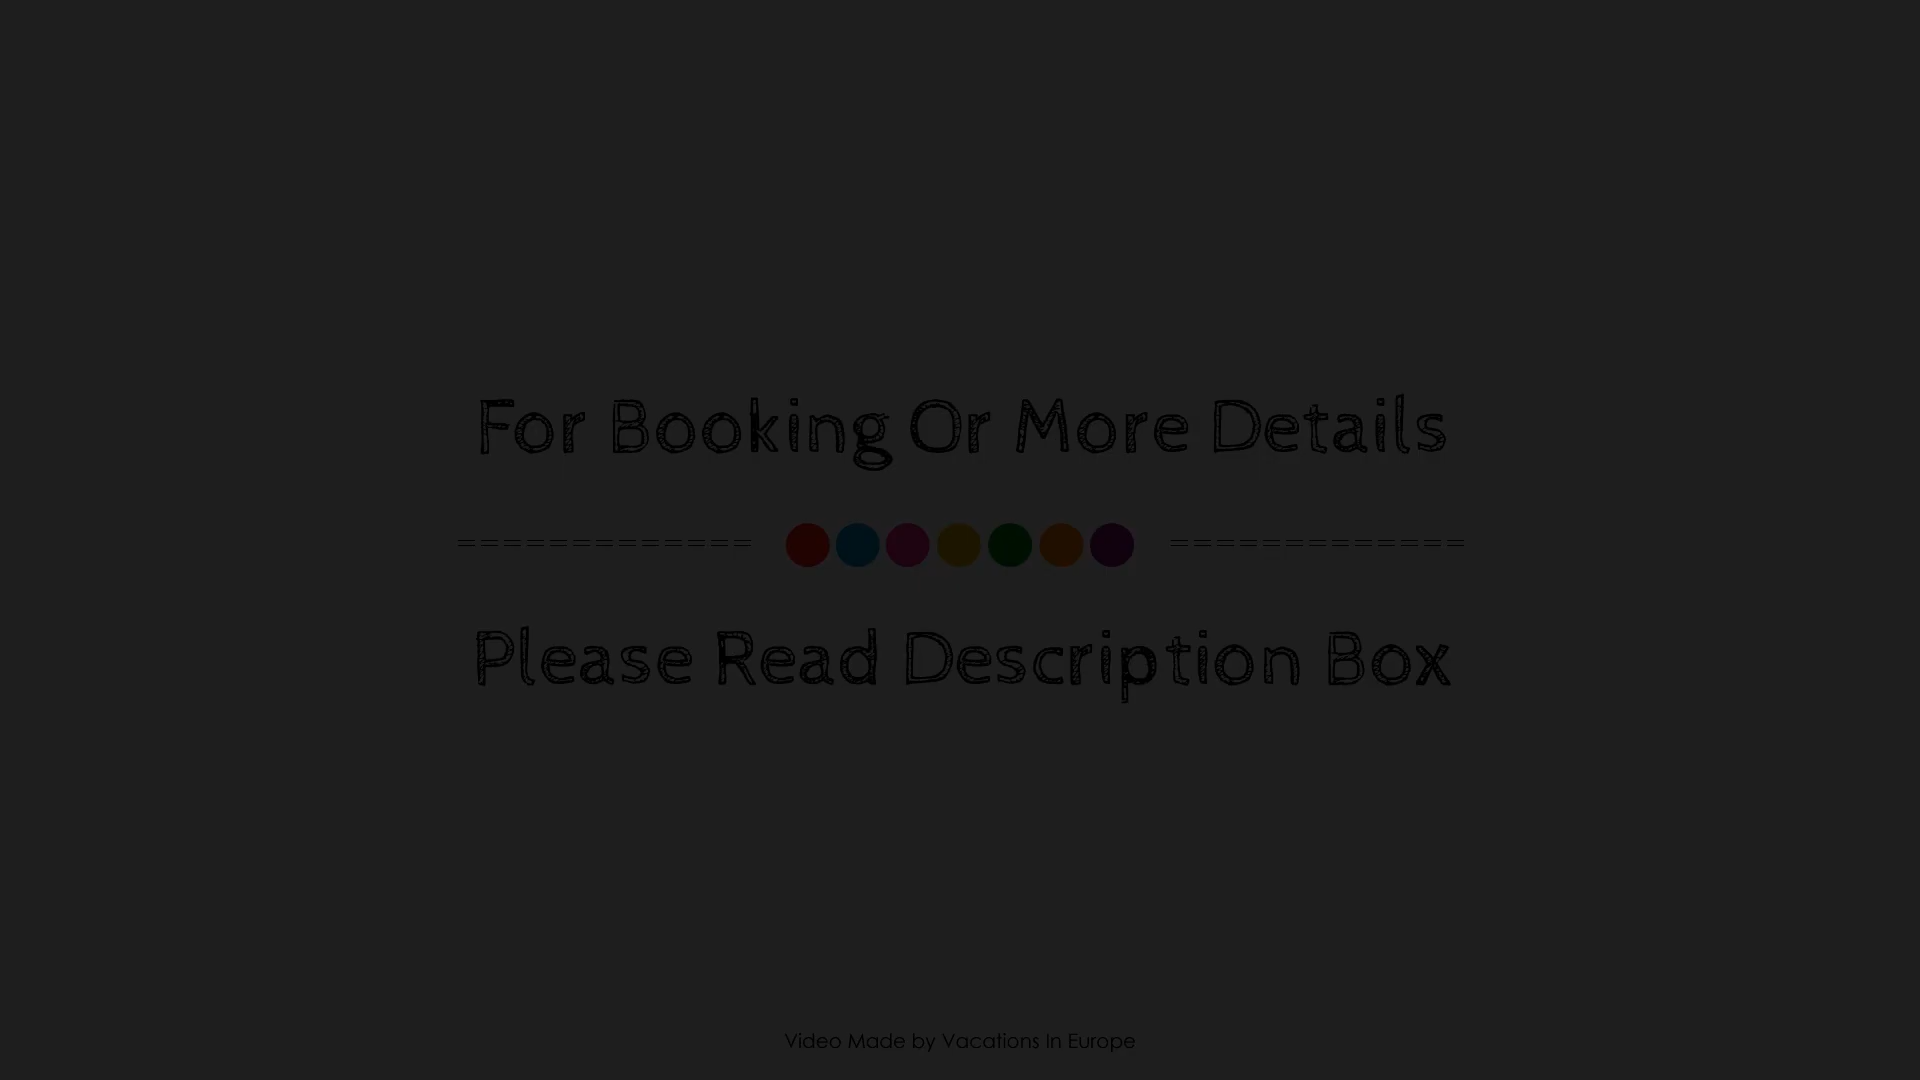 For Booking Or More Details
============= =============
Please Read Description Box
Video Made by Vacations In Europe